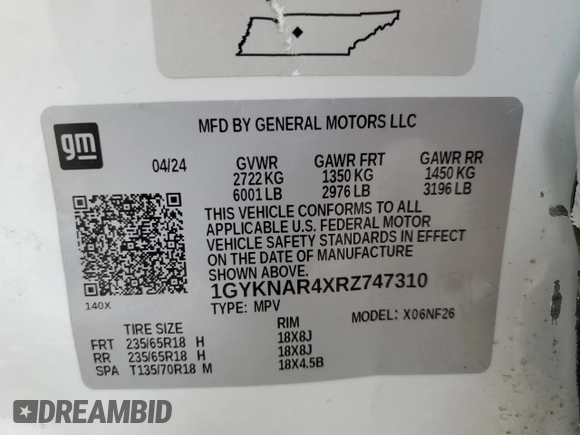 gm
MFD BY GENERAL MOTORS LLC
04/24 GVWR GAWR FRT GAWR RR
2722 KG 1350 KG 1450 KG
6001 LB 2976 LB 3196 LB
THIS VEHICLE CONFORMS TO ALL
APPLICABLE U.S. FEDERAL MOTOR
VEHICLE SAFETY STANDARDS IN EFFECT
ON THE DATE OF MANUFACTURE
SHOWN ABOVE.
1GYKNAR4XRZ747310
140X
TYPE: MPV MODEL: X06NF26
TIRE SIZE RIM
FRT 235/65R18 H 18X8J
RR 235/65R18 H 18X8J
SPA T135/70R18 M 18X4.5B
DREAMBID